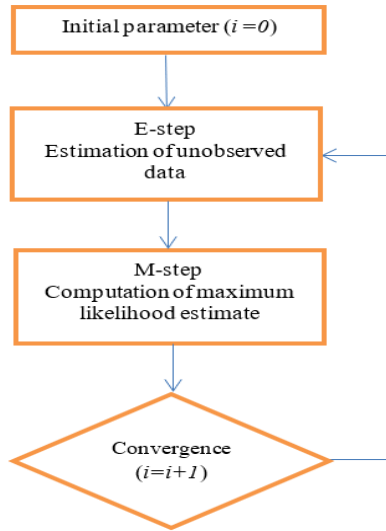 Initial parameter (i =0)
E-step
Estimation of unobserved
data
M-step
Computation of maximum
likelihood estimate
Convergence
(i=i+1)